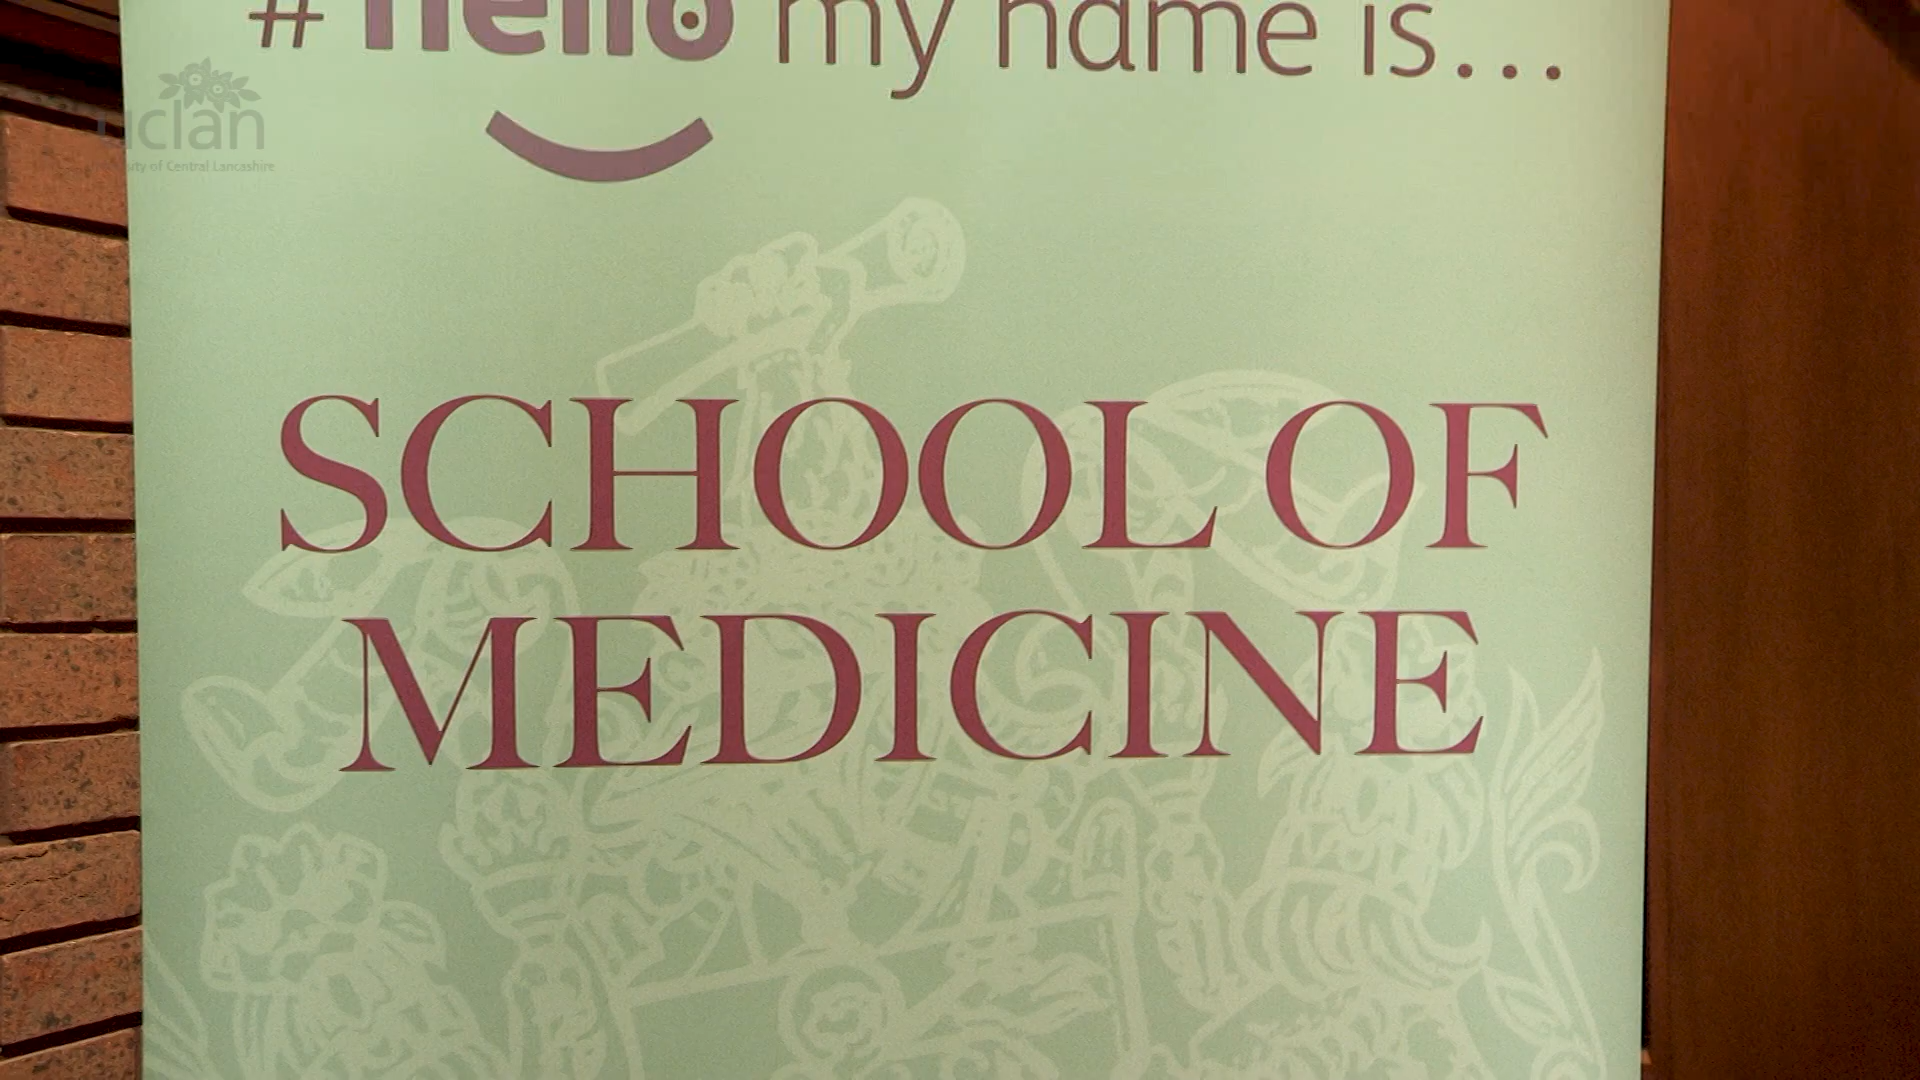 # hello my name is...
uclan
University of Central Lancashire
SCHOOL OF
MEDICINE